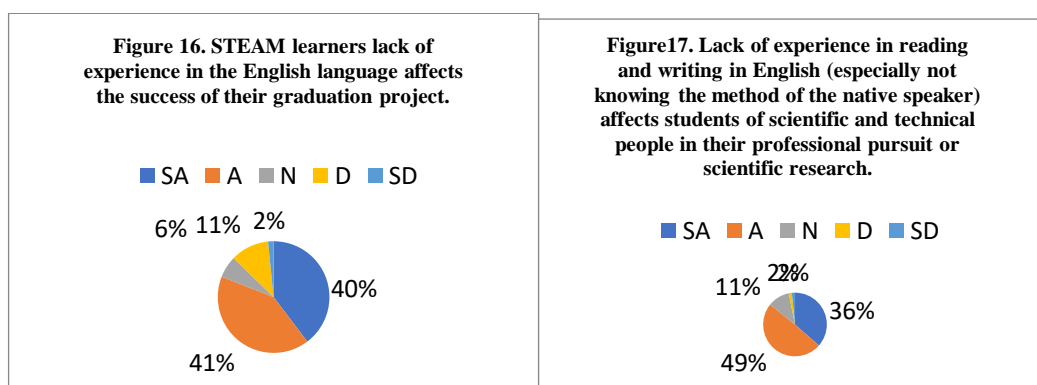 Figure 16. STEAM learners lack of
experience in the English language affects
the success of their graduation project.
SA A N D SD
6% 11% 2%
40%
41%
Figure17. Lack of experience in reading
and writing in English (especially not
knowing the method of the native speaker)
affects students of scientific and technical
people in their professional pursuit or
scientific research.
SA A N D SD
2% 2%
11%
36%
49%